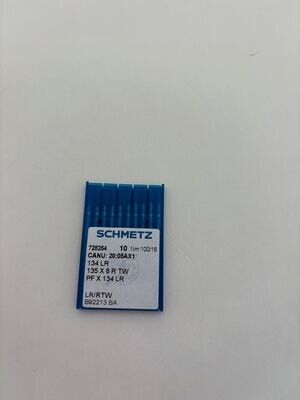 SCHMETZ
728264 10 Nm 100/16
CANU: 20:05AX1
134 LR
135 X 8 R TW
PF X 134 LR
LR/RTW
B92213 BA